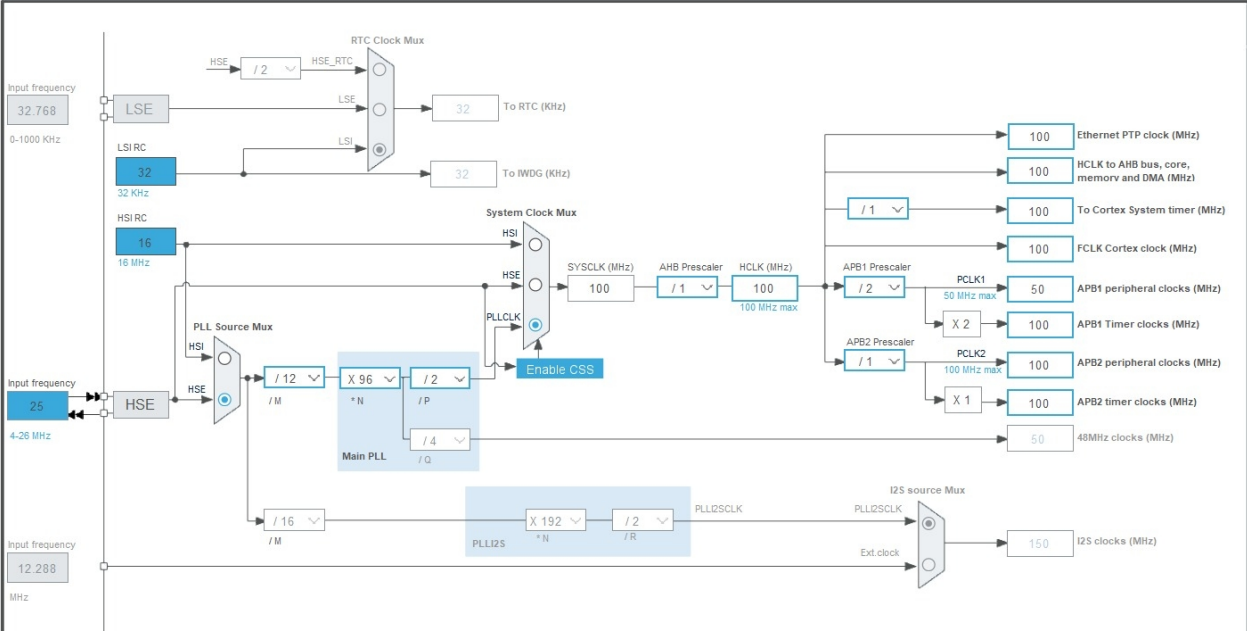 RTC Clock Mux
HSE
/ 2
HSE_RTC
Input frequency
32.768
0-1000 KHz
LSE
LSE
32
To RTC (KHz)
LSI RC
LSI
32
32 KHz
32
To IWDG (KHz)
HSI RC
16
16 MHz
System Clock Mux
HSI
HSE
PLLCLK
SYSCLK (MHz)
100
AHB Prescaler
/ 1
HCLK (MHz)
100
100 MHz max
100
Ethernet PTP clock (MHz)
100
HCLK to AHB bus, core,
memory and DMA (MHz)
/ 1
100
To Cortex System timer (MHz)
100
FCLK Cortex clock (MHz)
APB1 Prescaler
/ 2
PCLK1
50 MHz max
50
APB1 peripheral clocks (MHz)
X 2
100
APB1 Timer clocks (MHz)
APB2 Prescaler
/ 1
PCLK2
100 MHz max
100
APB2 peripheral clocks (MHz)
X 1
100
APB2 timer clocks (MHz)
PLL Source Mux
HSI
HSE
Enable CSS
Input frequency
25
4-26 MHz
HSE
/ 12
/ M
X 96
* N
/ 2
/ P
/ 4
/ Q
Main PLL
50
48MHz clocks (MHz)
/ 16
/ M
PLLI2S
X 192
* N
/ 2
/ R
PLLI2SCLK
I2S source Mux
PLLI2SCLK
Ext.clock
150
I2S clocks (MHz)
Input frequency
12.288
MHz